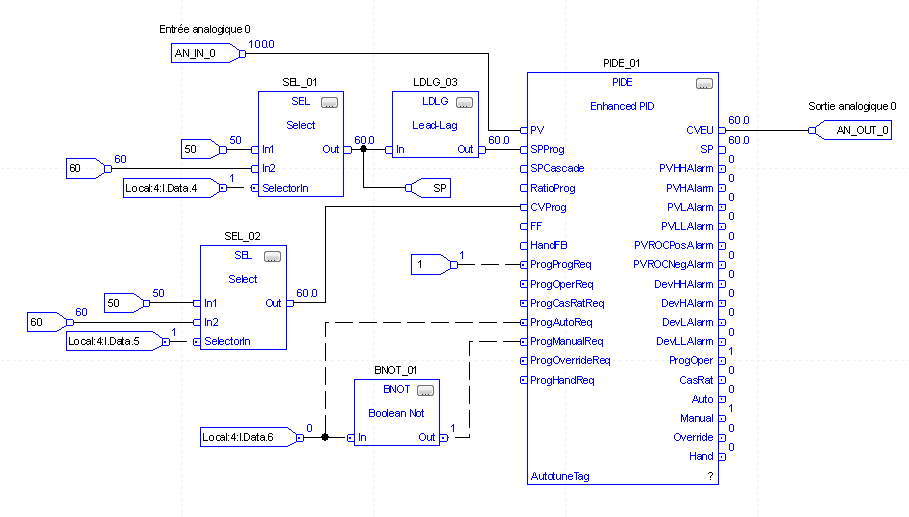 Entrée analogique 0
AN_IN_0
100.0
SEL_01
SEL
...
Select
50
50
In1
Out
60.0
60
60
In2
Local:4:I.Data.4
1
SelectorIn
LDLG_03
LDLG
...
Lead-Lag
In
Out
60.0
SP
SEL_02
SEL
...
Select
50
50
In1
Out
60.0
60
60
In2
Local:4:I.Data.5
1
SelectorIn
1
1
BNOT_01
BNOT
...
Boolean Not
Local:4:I.Data.6
0
In
Out
1
PIDE_01
PIDE
...
Enhanced PID
PV
CVEU
60.0
SPProg
SP
60.0
SPCascade
PVHHAlarm
0
RatioProg
PVHAlarm
0
CVProg
PVLAlarm
0
FF
PVLLAlarm
0
HandFB
PVROCPosAlarm
0
ProgProgReq
PVROCNegAlarm
0
ProgOperReq
DevHHAlarm
0
ProgCasRatReq
DevHAlarm
0
ProgAutoReq
DevLAlarm
0
ProgManualReq
DevLLAlarm
0
ProgOverrideReq
ProgOper
1
ProgHandReq
CasRat
0
Auto
0
Manual
1
Override
0
Hand
0
AutotuneTag
?
Sortie analogique 0
AN_OUT_0